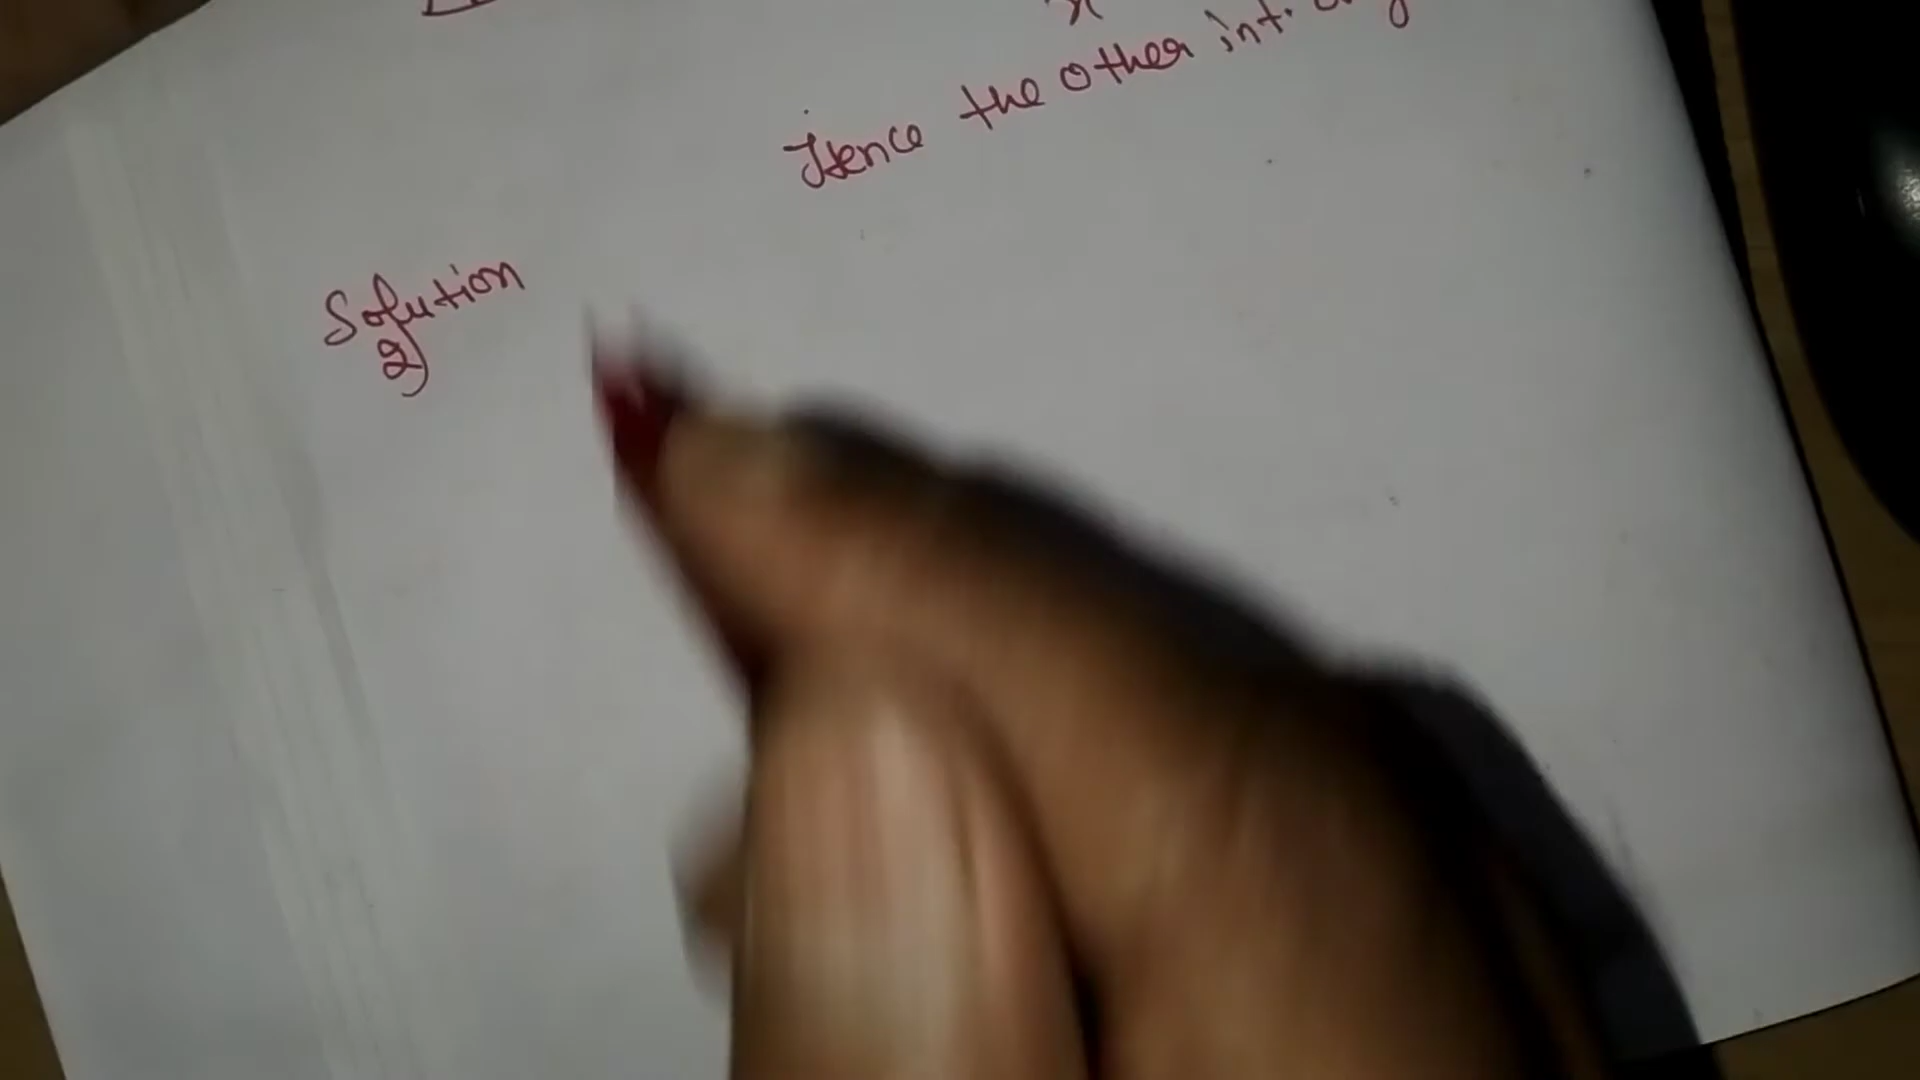 x
Hence the other int.
Solution
2)